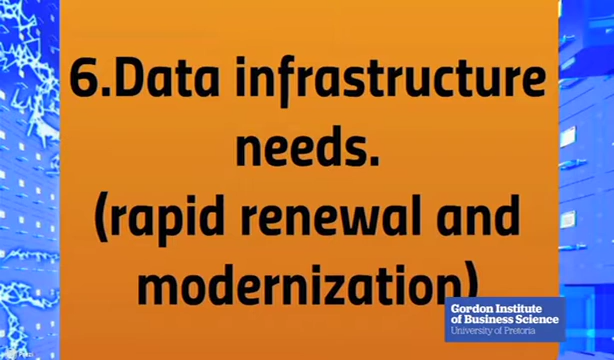 6.Data infrastructure
needs.
(rapid renewal and
modernization)
Gordon Institute
of Business Science
University of Pretoria